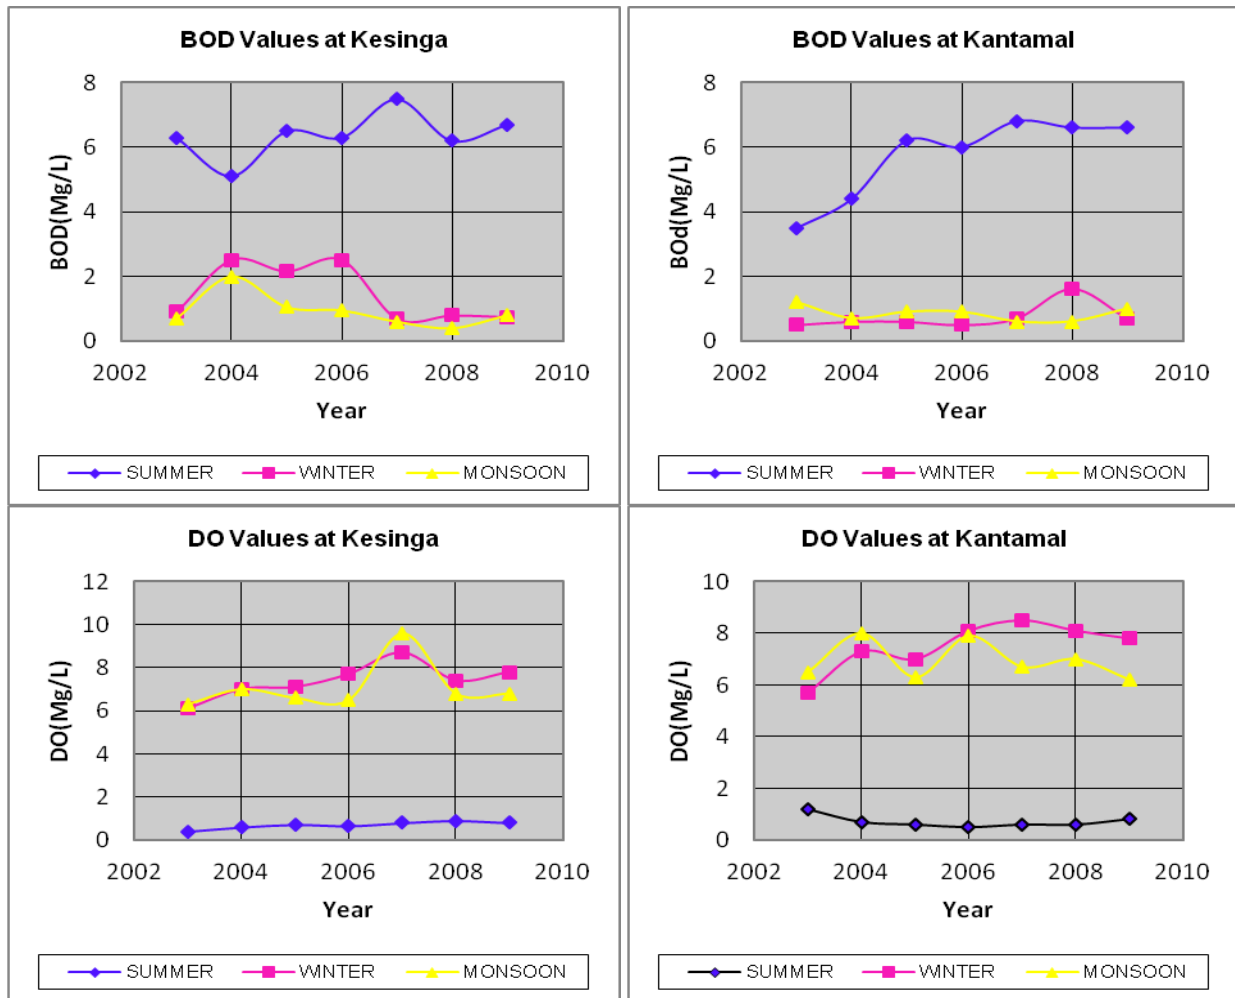 BOD Values at Kesinga
8
6
4
2
0
BOD(Mg/L)
2002 2004 2006 2008 2010
Year
SUMMER WINTER MONSOON
BOD Values at Kantamal
8
6
4
2
0
BOd(Mg/L)
2002 2004 2006 2008 2010
Year
SUMMER WINTER MONSOON
DO Values at Kesinga
12
10
8
6
4
2
0
DO(Mg/L)
2002 2004 2006 2008 2010
Year
SUMMER WINTER MONSOON
DO Values at Kantamal
10
8
6
4
2
0
DO(Mg/L)
2002 2004 2006 2008 2010
Year
SUMMER WINTER MONSOON